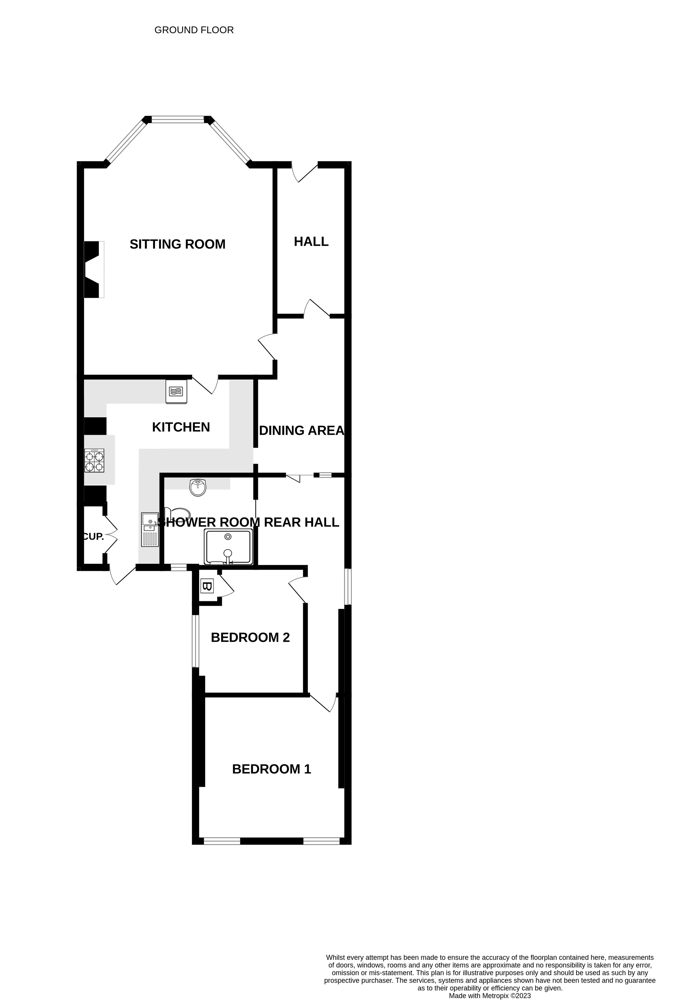 GROUND FLOOR
SITTING ROOM
HALL
KITCHEN
DINING AREA
SHOWER ROOM
REAR HALL
CUP.
B
BEDROOM 2
BEDROOM 1
Whilst every attempt has been made to ensure the accuracy of the floorplan contained here, measurements
of doors, windows, rooms and any other items are approximate and no responsibility is taken for any error,
omission or mis-statement. This plan is for illustrative purposes only and should be used as such by any
prospective purchaser. The services, systems and appliances shown have not been tested and no guarantee
as to their operability or efficiency can be given.
Made with Metropix ©2023